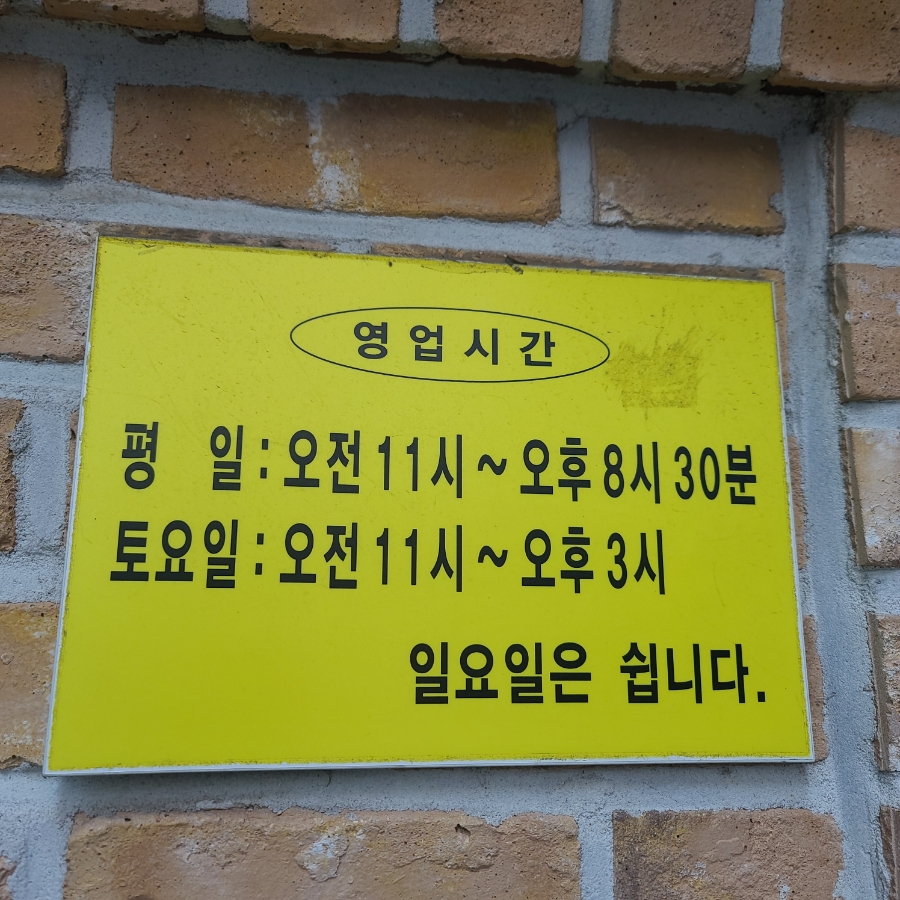 영업시간
평 일 : 오전 11시 ~ 오후 8시 30분
토요일 : 오전 11시 ~ 오후 3시
일요일은 쉽니다.